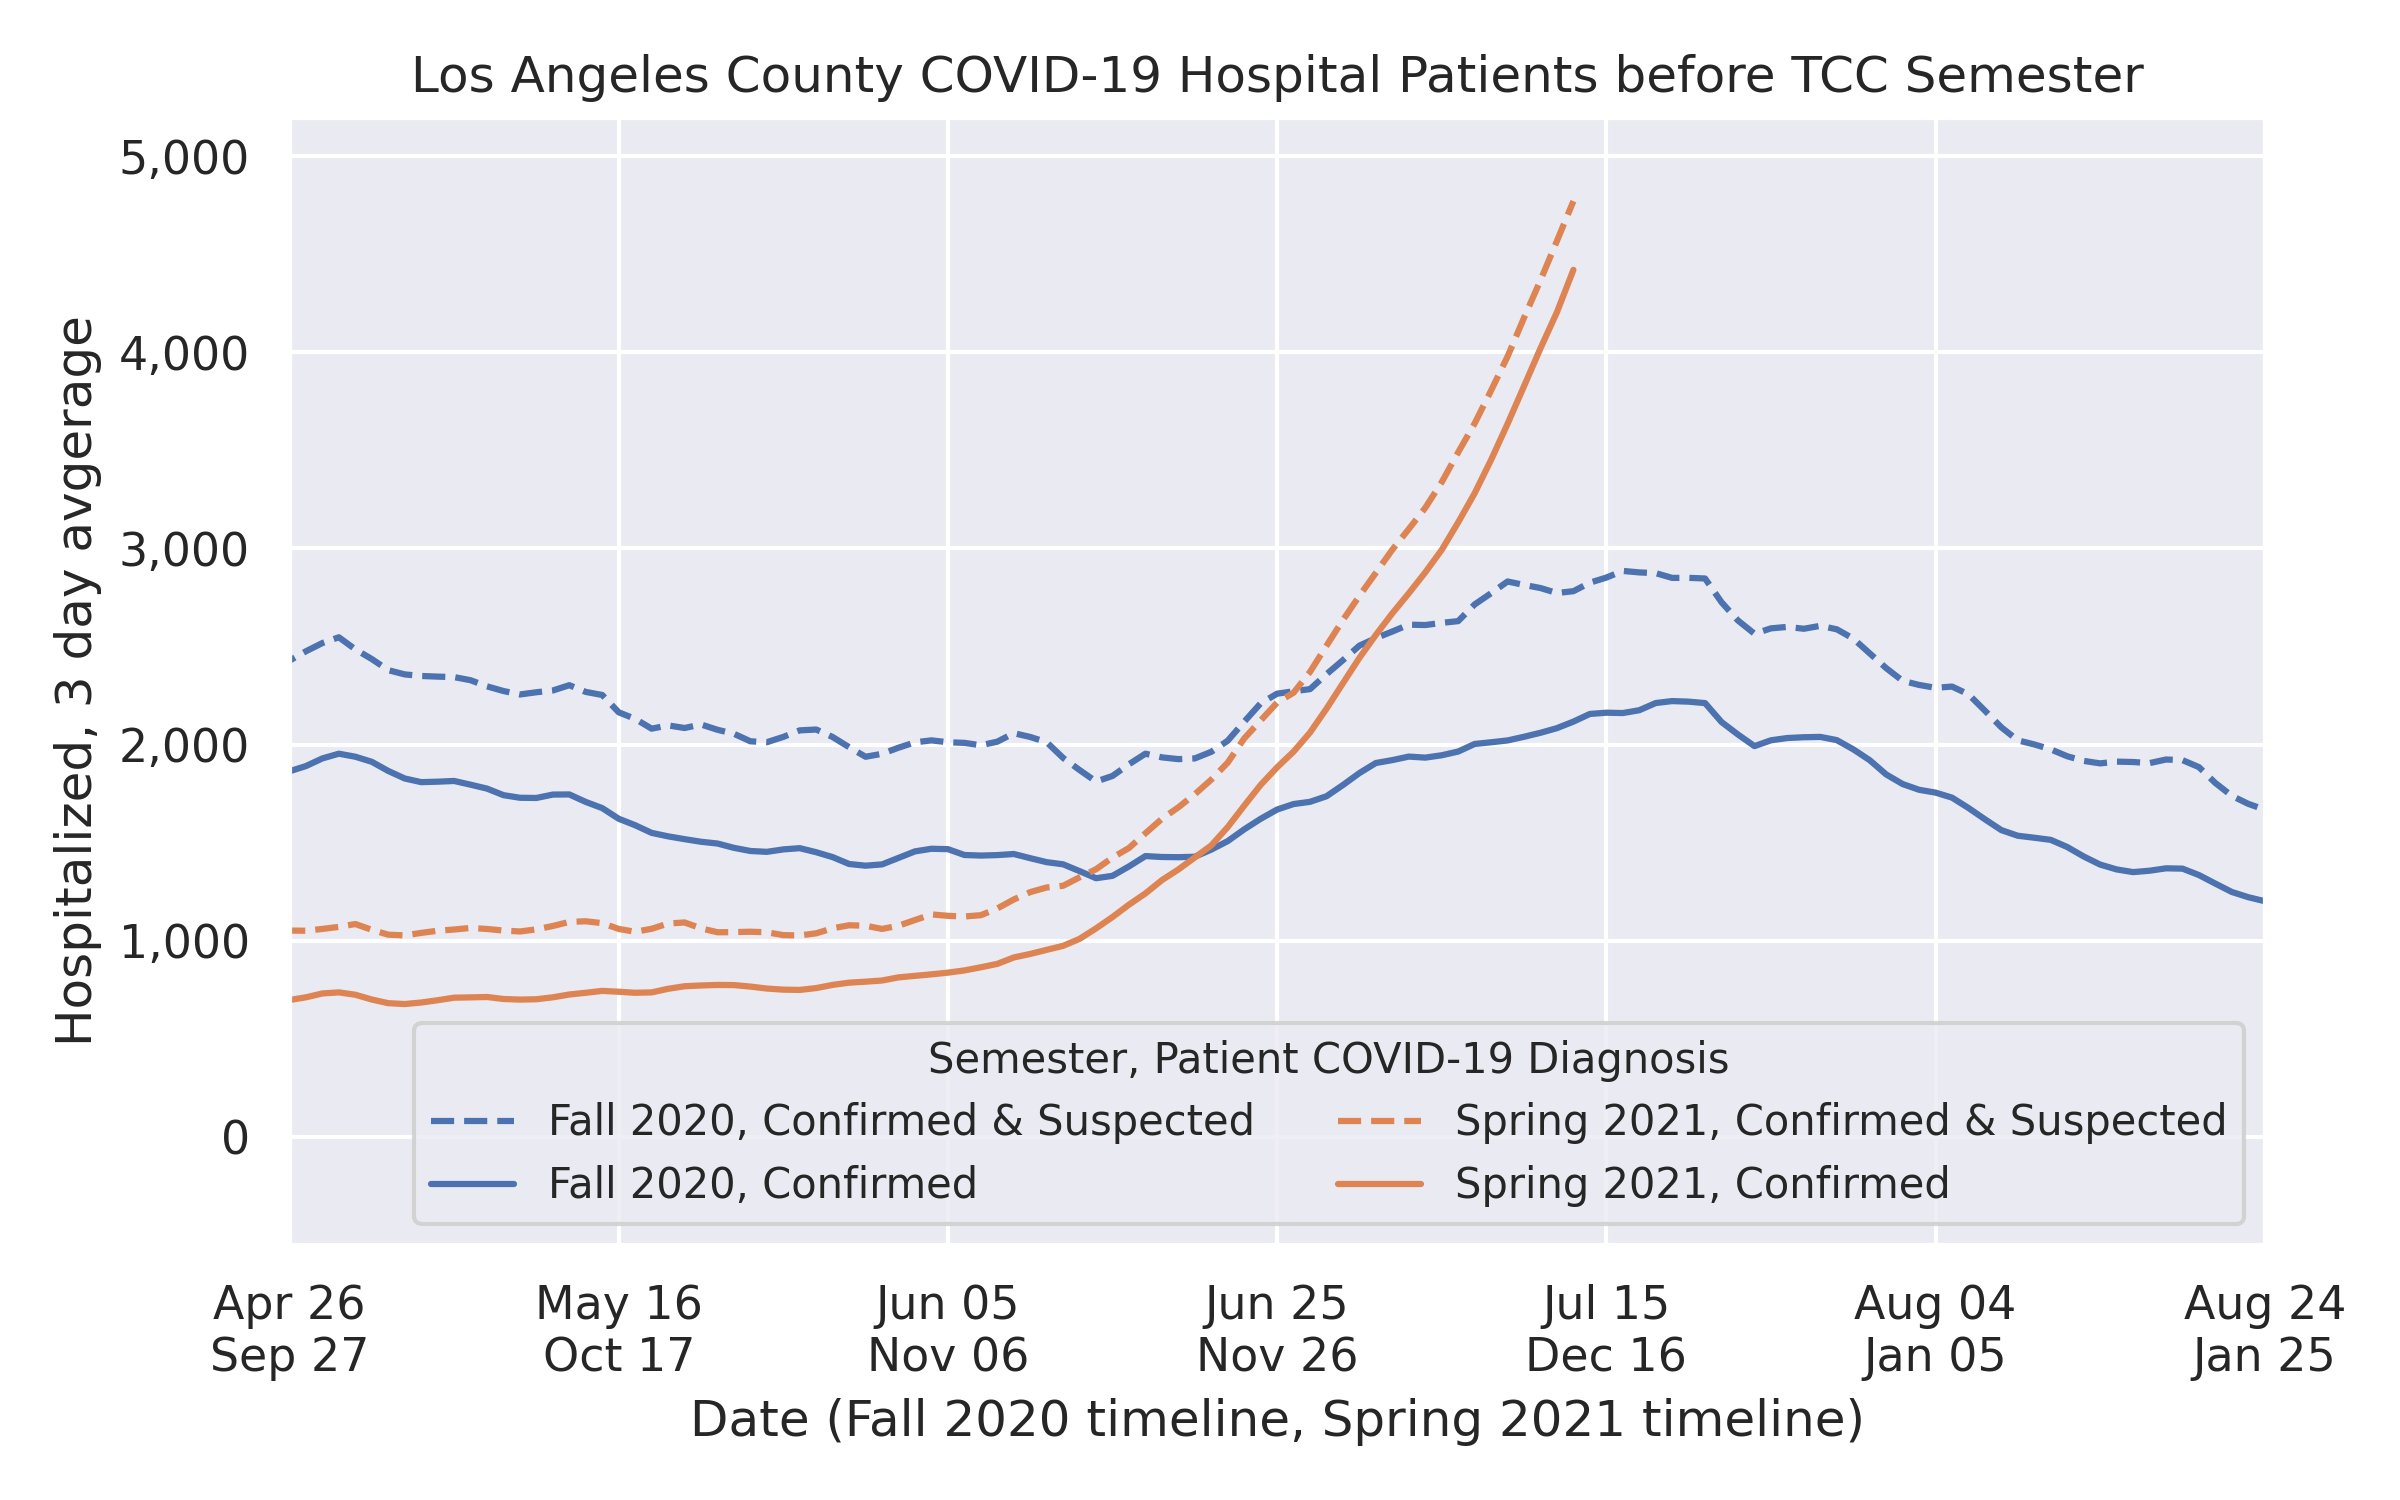 Los Angeles County COVID-19 Hospital Patients before TCC Semester
Hospitalized, 3 day avgerage
5,000
4,000
3,000
2,000
1,000
0
Semester, Patient COVID-19 Diagnosis
Fall 2020, Confirmed & Suspected
Fall 2020, Confirmed
Spring 2021, Confirmed & Suspected
Spring 2021, Confirmed
Apr 26
Sep 27
May 16
Oct 17
Jun 05
Nov 06
Jun 25
Nov 26
Jul 15
Dec 16
Aug 04
Jan 05
Aug 24
Jan 25
Date (Fall 2020 timeline, Spring 2021 timeline)